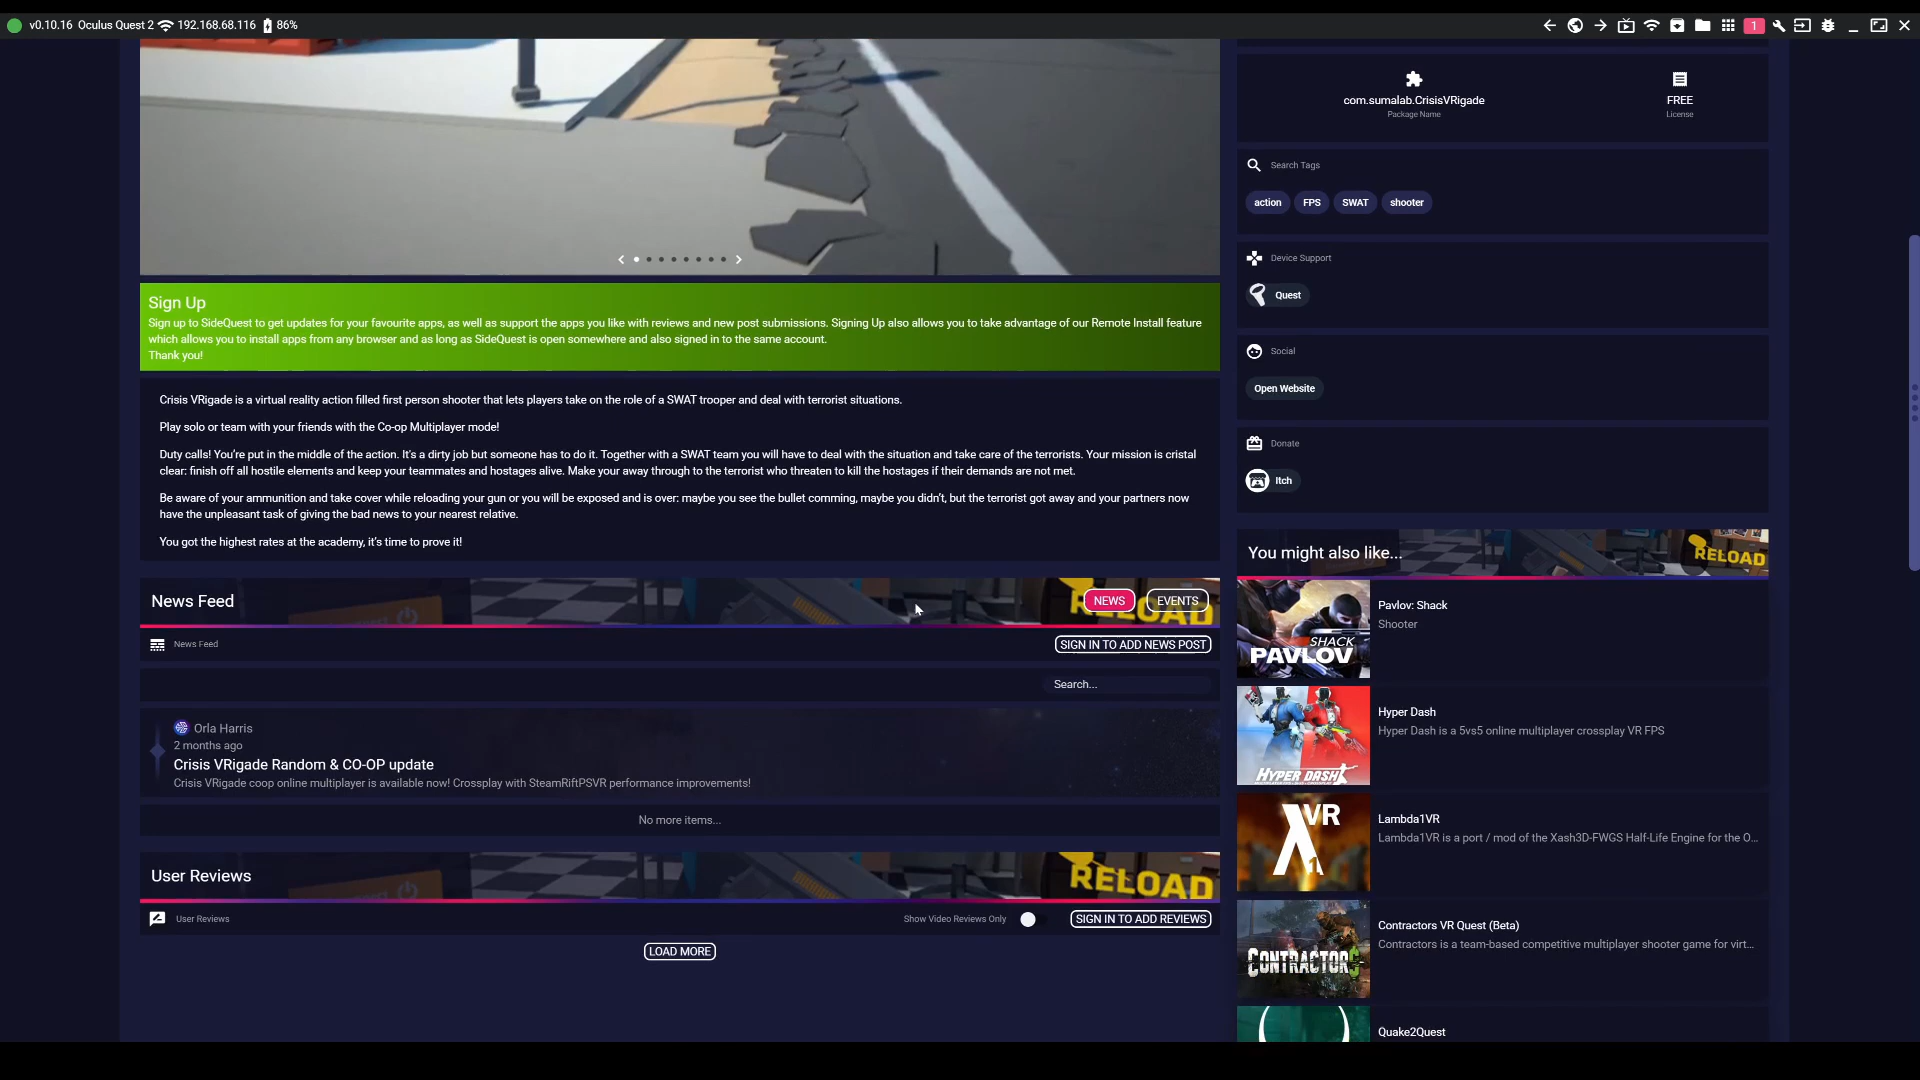 v0.10.16 Oculus Quest 2 192.168.68.116 86%
1
com.sumalab.CrisisVRigade
Package Name
FREE
License
Search Tags
action FPS SWAT shooter
Device Support
Quest
Social
Open Website
Donate
Itch
Sign Up
Sign up to SideQuest to get updates for your favourite apps, as well as support the apps you like with reviews and new post submissions. Signing Up also allows you to take advantage of our Remote Install feature
which allows you to install apps from any browser and as long as SideQuest is open somewhere and also signed in to the same account.
Thank you!
Crisis VRigade is a virtual reality action filled first person shooter that lets players take on the role of a SWAT trooper and deal with terrorist situations.
Play solo or team with your friends with the Co-op Multiplayer mode!
Duty calls! You're put in the middle of the action. It's a dirty job but someone has to do it. Together with a SWAT team you will have to deal with the situation and take care of the terrorists. Your mission is cristal
clear: finish off all hostile elements and keep your teammates and hostages alive. Make your away through to the terrorist who threaten to kill the hostages if their demands are not met.
Be aware of your ammunition and take cover while reloading your gun or you will be exposed and is over: maybe you see the bullet comming, maybe you didn't, but the terrorist got away and your partners now
have the unpleasant task of giving the bad news to your nearest relative.
You got the highest rates at the academy, it's time to prove it!
News Feed
NEWS EVENTS
RELOAD
News Feed
SIGN IN TO ADD NEWS POST
Search...
Orla Harris
2 months ago
Crisis VRigade Random & CO-OP update
Crisis VRigade coop online multiplayer is available now! Crossplay with SteamRiftPSVR performance improvements!
No more items...
User Reviews
RELOAD
User Reviews
Show Video Reviews Only
SIGN IN TO ADD REVIEWS
LOAD MORE
You might also like...
RELOAD
SHACK
PAVLOV
Pavlov: Shack
Shooter
HYPER DASH
Hyper Dash
Hyper Dash is a 5vs5 online multiplayer crossplay VR FPS
λVR
1
Lambda1VR
Lambda1VR is a port / mod of the Xash3D-FWGS Half-Life Engine for the O...
CONTRACTORS
Contractors VR Quest (Beta)
Contractors is a team-based competitive multiplayer shooter game for virt...
Quake2Quest